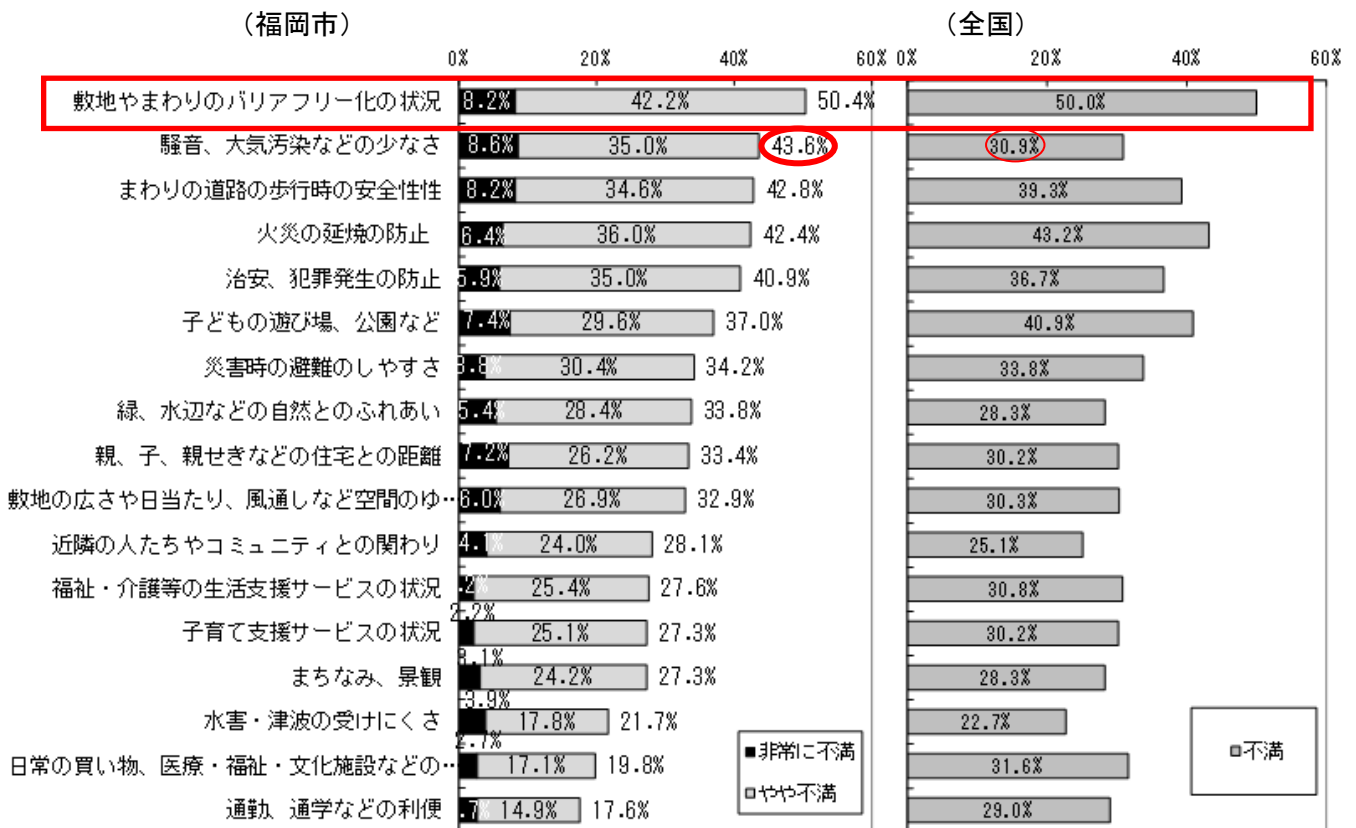 （福岡市）
（全国）
0% 20% 40% 60% 0% 20% 40% 60%
敷地やまわりのバリアフリー化の状況 8.2% 42.2% 50.4% 50.0%
騒音、大気汚染などの少なさ 8.6% 35.0% 43.6% 30.9%
まわりの道路の歩行時の安全性性 8.2% 34.6% 42.8% 39.3%
火災の延焼の防止 6.4% 36.0% 42.4% 43.2%
治安、犯罪発生の防止 5.9% 35.0% 40.9% 36.7%
子どもの遊び場、公園など 7.4% 29.6% 37.0% 40.9%
災害時の避難のしやすさ 3.8% 30.4% 34.2% 33.8%
緑、水辺などの自然とのふれあい 5.4% 28.4% 33.8% 28.3%
親、子、親せきなどの住宅との距離 7.2% 26.2% 33.4% 30.2%
敷地の広さや日当たり、風通しなど空間のゆ… 6.0% 26.9% 32.9% 30.3%
近隣の人たちやコミュニティとの関わり 4.1% 24.0% 28.1% 25.1%
福祉・介護等の生活支援サービスの状況 .2% 25.4% 27.6% 30.8%
2.2%
子育て支援サービスの状況 25.1% 27.3% 30.2%
3.1%
まちなみ、景観 24.2% 27.3% 28.3%
3.9%
水害・津波の受けにくさ 17.8% 21.7% 22.7%
2.7%
日常の買い物、医療・福祉・文化施設などの… 17.1% 19.8% 31.6%
通勤、通学などの利便 .7% 14.9% 17.6% 29.0%
■非常に不満
□やや不満
□不満